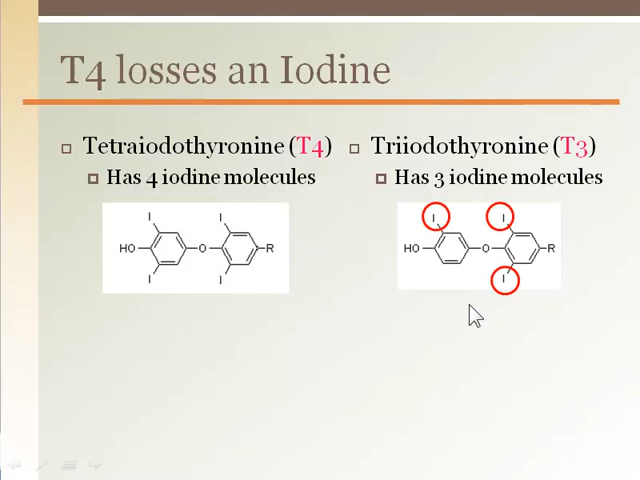 T4 losses an Iodine
Tetraiodothyronine (T4)
Has 4 iodine molecules
I I
HO O R
I I
Triiodothyronine (T3)
Has 3 iodine molecules
I I
HO O R
I